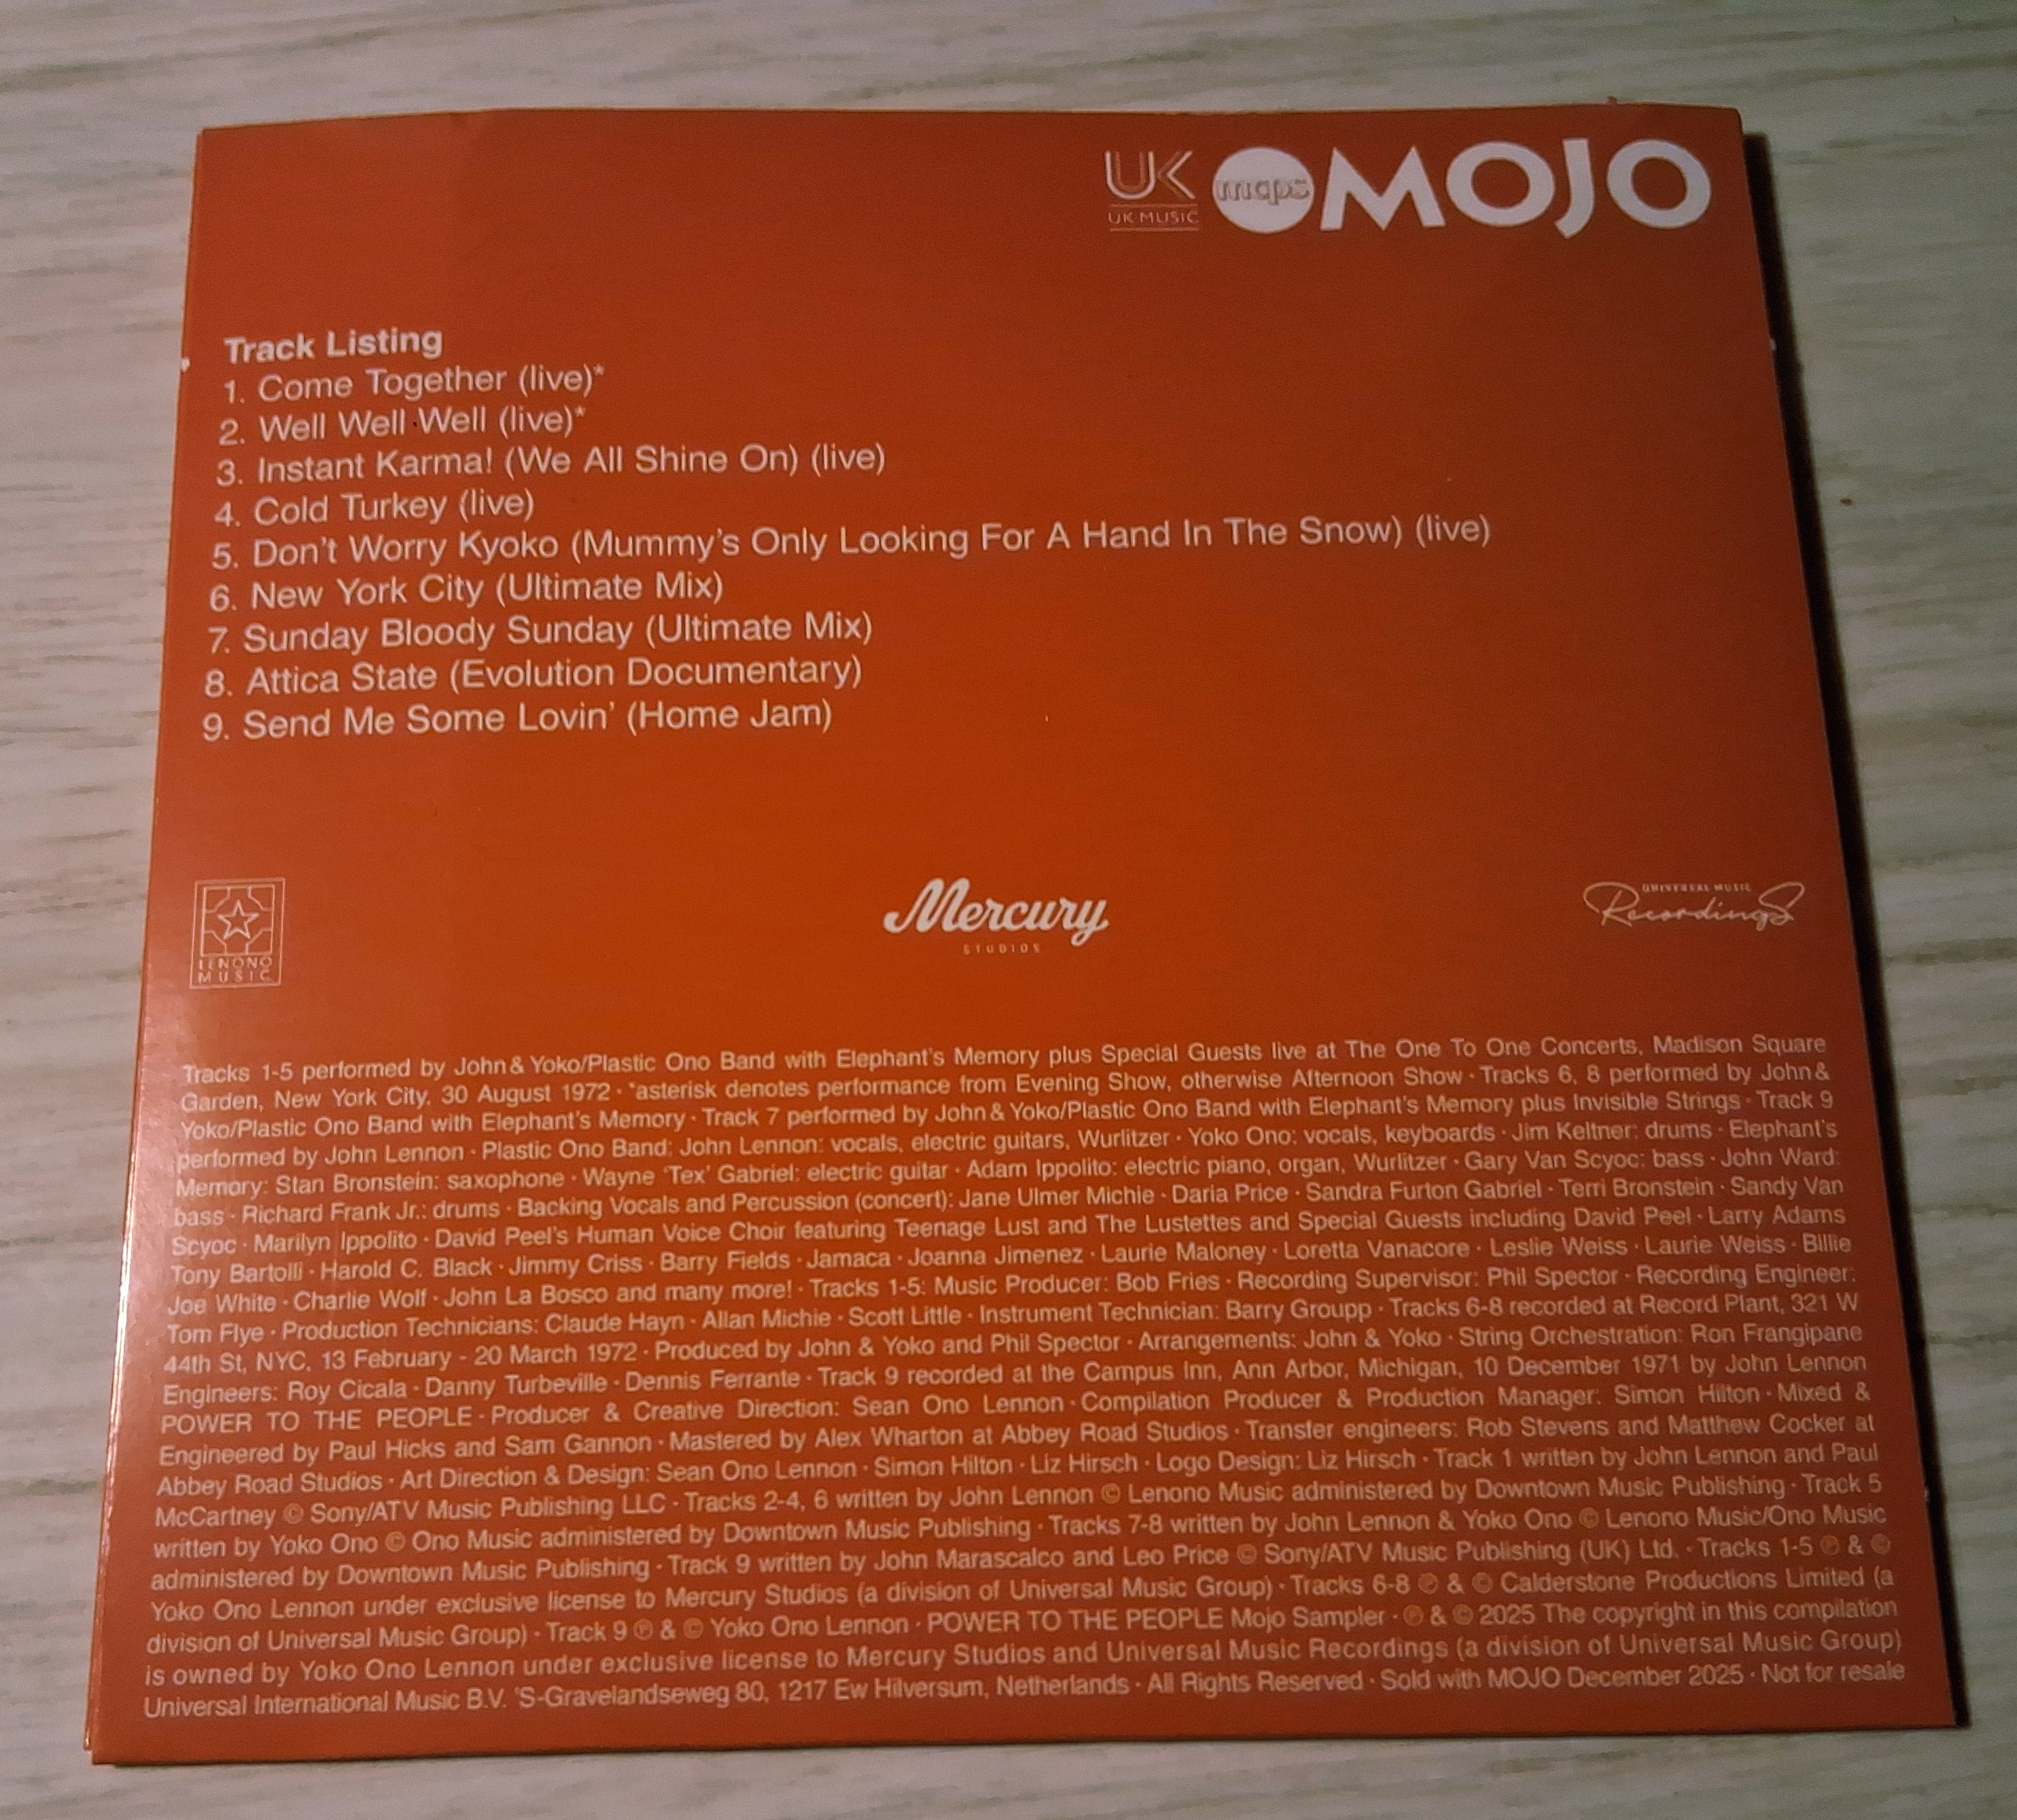 UK
UK MUSIC
maps
MOJO
Track Listing
1. Come Together (live)*
2. Well Well Well (live)*
3. Instant Karma! (We All Shine On) (live)
4. Cold Turkey (live)
5. Don't Worry Kyoko (Mummy's Only Looking For A Hand In The Snow) (live)
6. New York City (Ultimate Mix)
7. Sunday Bloody Sunday (Ultimate Mix)
8. Attica State (Evolution Documentary)
9. Send Me Some Lovin' (Home Jam)
LENONO
MUSIC
Mercury
STUDIOS
UNIVERSAL MUSIC
Recordings
Tracks 1-5 performed by John & Yoko/Plastic Ono Band with Elephant's Memory plus Special Guests live at The One To One Concerts, Madison Square
Garden, New York City, 30 August 1972 · *asterisk denotes performance from Evening Show, otherwise Afternoon Show · Tracks 6, 8 performed by John &
Yoko/Plastic Ono Band with Elephant's Memory · Track 7 performed by John & Yoko/Plastic Ono Band with Elephant's Memory plus Invisible Strings · Track 9
performed by John Lennon · Plastic Ono Band: John Lennon: vocals, electric guitars, Wurlitzer · Yoko Ono: vocals, keyboards · Jim Keltner: drums · Elephant's
Memory: Stan Bronstein: saxophone · Wayne 'Tex' Gabriel: electric guitar · Adam Ippolito: electric piano, organ, Wurlitzer · Gary Van Scyoc: bass · John Ward:
bass · Richard Frank Jr.: drums · Backing Vocals and Percussion (concert): Jane Ulmer Michie · Daria Price · Sandra Furton Gabriel · Terri Bronstein · Sandy Van
Scyoc · Marilyn Ippolito · David Peel's Human Voice Choir featuring Teenage Lust and The Lustettes and Special Guests including David Peel · Larry Adams
Tony Bartolli · Harold C. Black · Jimmy Criss · Barry Fields · Jamaca · Joanna Jimenez · Laurie Maloney · Loretta Vanacore · Leslie Weiss · Laurie Weiss · Billie
Joe White · Charlie Wolf · John La Bosco and many more! · Tracks 1-5: Music Producer: Bob Fries · Recording Supervisor: Phil Spector · Recording Engineer:
Tom Flye · Production Technicians: Claude Hayn · Allan Michie · Scott Little · Instrument Technician: Barry Groupp · Tracks 6-8 recorded at Record Plant, 321 W
44th St, NYC, 13 February - 20 March 1972 · Produced by John & Yoko and Phil Spector · Arrangements: John & Yoko · String Orchestration: Ron Frangipane
Engineers: Roy Cicala · Danny Turbeville · Dennis Ferrante · Track 9 recorded at the Campus Inn, Ann Arbor, Michigan, 10 December 1971 by John Lennon
POWER TO THE PEOPLE · Producer & Creative Direction: Sean Ono Lennon · Compilation Producer & Production Manager: Simon Hilton · Mixed &
Engineered by Paul Hicks and Sam Gannon · Mastered by Alex Wharton at Abbey Road Studios · Transfer engineers: Rob Stevens and Matthew Cocker at
Abbey Road Studios · Art Direction & Design: Sean Ono Lennon · Simon Hilton · Liz Hirsch · Logo Design: Liz Hirsch · Track 1 written by John Lennon and Paul
McCartney © Sony/ATV Music Publishing LLC · Tracks 2-4, 6 written by John Lennon © Lenono Music administered by Downtown Music Publishing · Track 5
written by Yoko Ono © Ono Music administered by Downtown Music Publishing · Tracks 7-8 written by John Lennon & Yoko Ono © Lenono Music/Ono Music
administered by Downtown Music Publishing · Track 9 written by John Marascalco and Leo Price © Sony/ATV Music Publishing (UK) Ltd. · Tracks 1-5 ℗ & ©
Yoko Ono Lennon under exclusive license to Mercury Studios (a division of Universal Music Group) · Tracks 6-8 ℗ & © Calderstone Productions Limited (a
division of Universal Music Group) · Track 9 ℗ & © Yoko Ono Lennon · POWER TO THE PEOPLE Mojo Sampler · ℗ & © 2025 The copyright in this compilation
is owned by Yoko Ono Lennon under exclusive license to Mercury Studios and Universal Music Recordings (a division of Universal Music Group)
Universal International Music B.V. 'S-Gravelandseweg 80, 1217 Ew Hilversum, Netherlands · All Rights Reserved · Sold with MOJO December 2025 · Not for resale